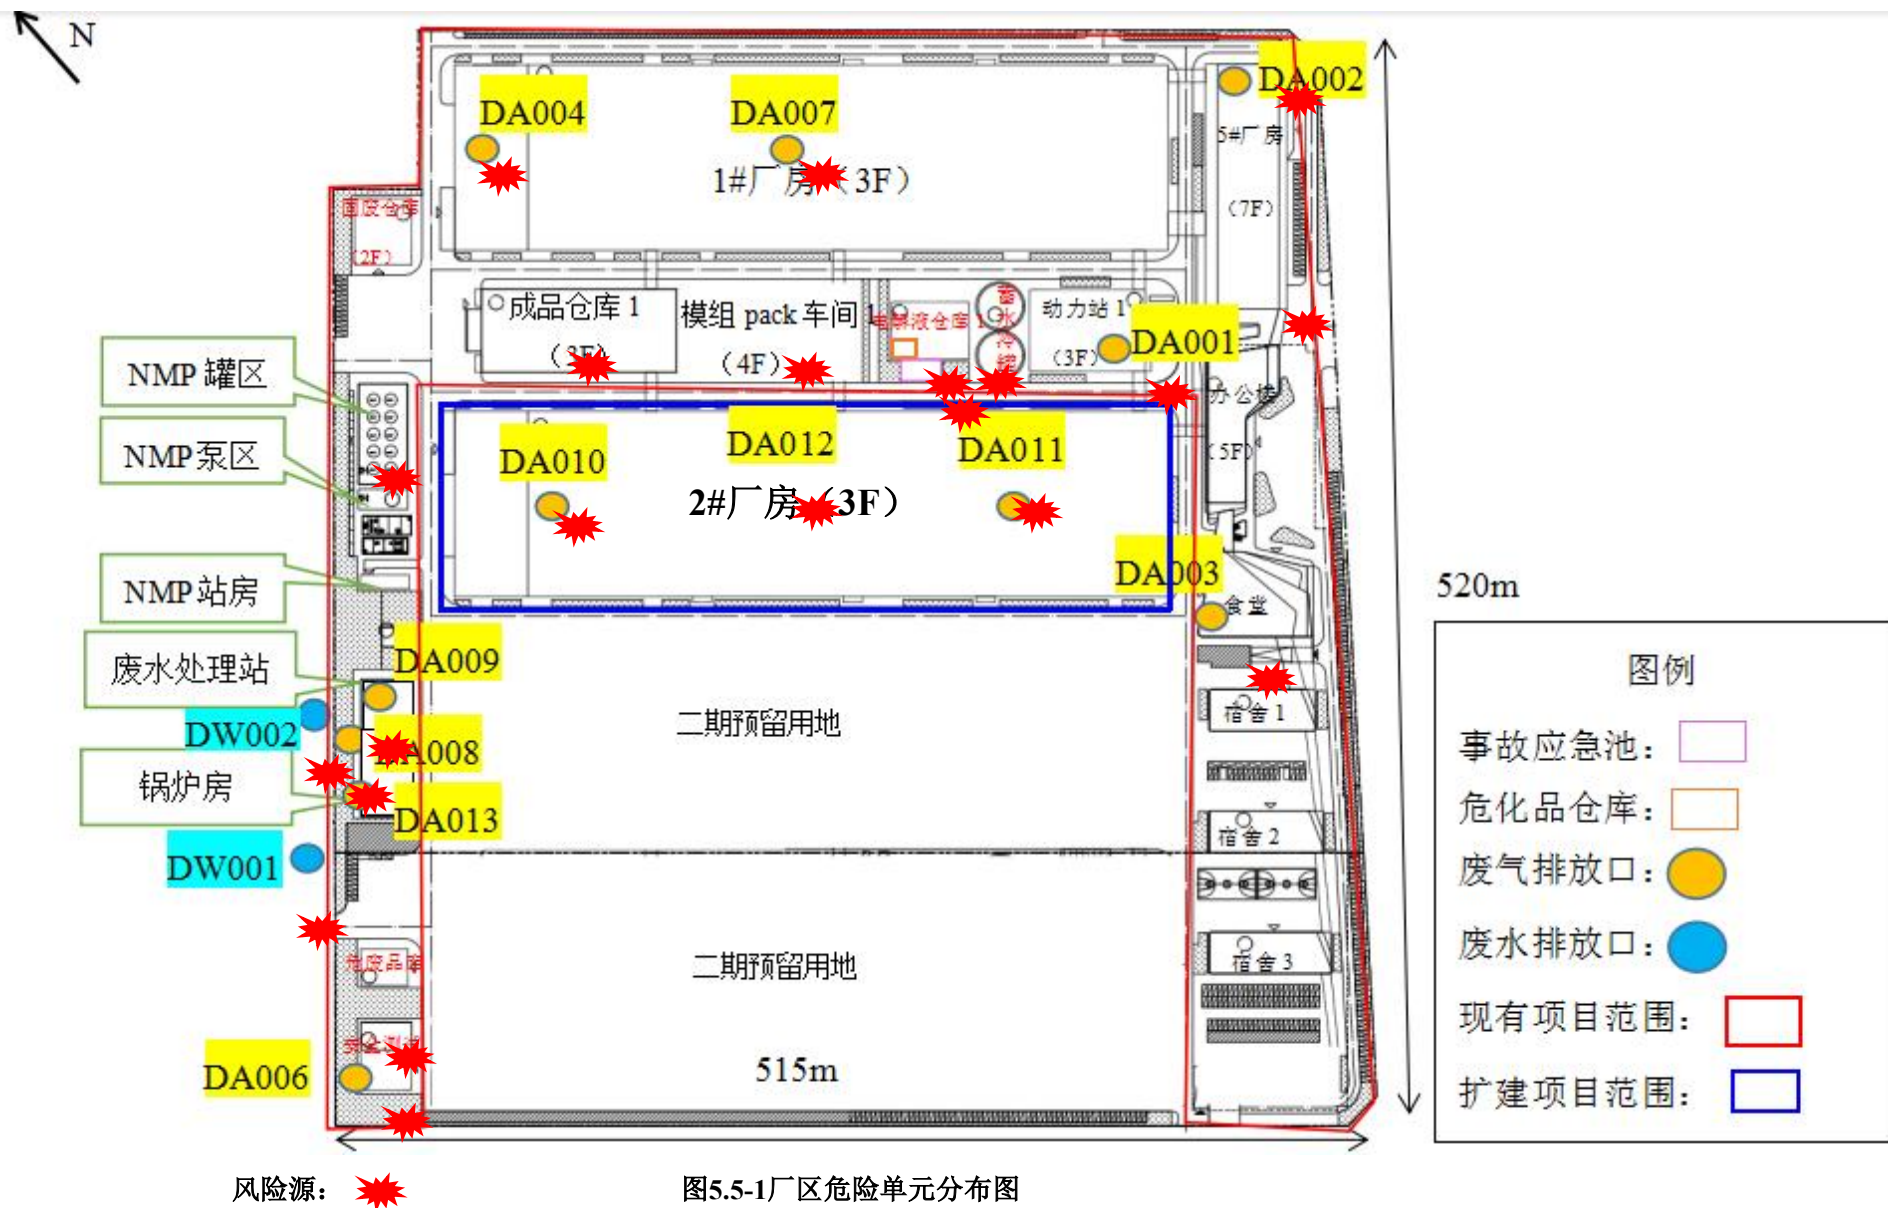 N
DA002
DA004
DA007
5#厂房
1#厂房（3F）
（7F）
固废仓库
（2F）
成品仓库 1
模组 pack 车间 1
电解液仓库 1
动力站 1
（3F）
（4F）
（3F）
DA001
NMP 罐区
办公楼
（5F）
NMP 泵区
DA010
DA012
DA011
2#厂房（3F）
NMP 站房
DA003
食堂
520m
废水处理站
DA009
DW002
DA008
二期预留用地
宿舍 1
锅炉房
DA013
宿舍 2
DW001
危废品库
二期预留用地
宿舍 3
DA006
515m
图例
事故应急池：
危化品仓库：
废气排放口：
废水排放口：
现有项目范围：
扩建项目范围：
风险源：
图5.5-1厂区危险单元分布图